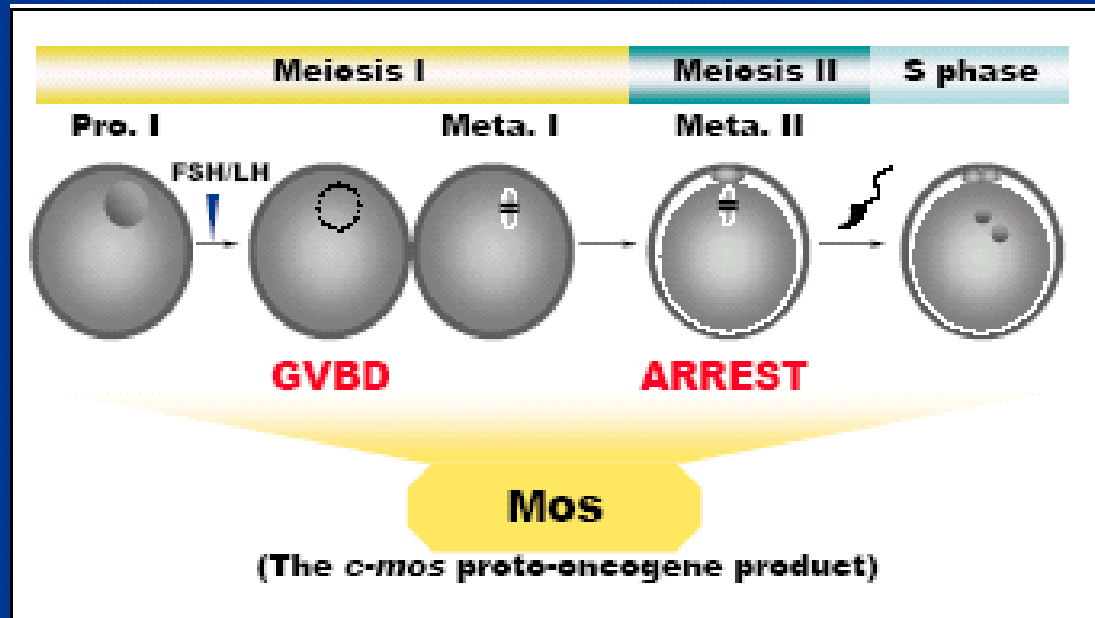 Meiosis I Meiosis II S phase
Pro. I Meta. I Meta. II
FSH/LH
GVBD ARREST
Mos
(The c-mos proto-oncogene product)